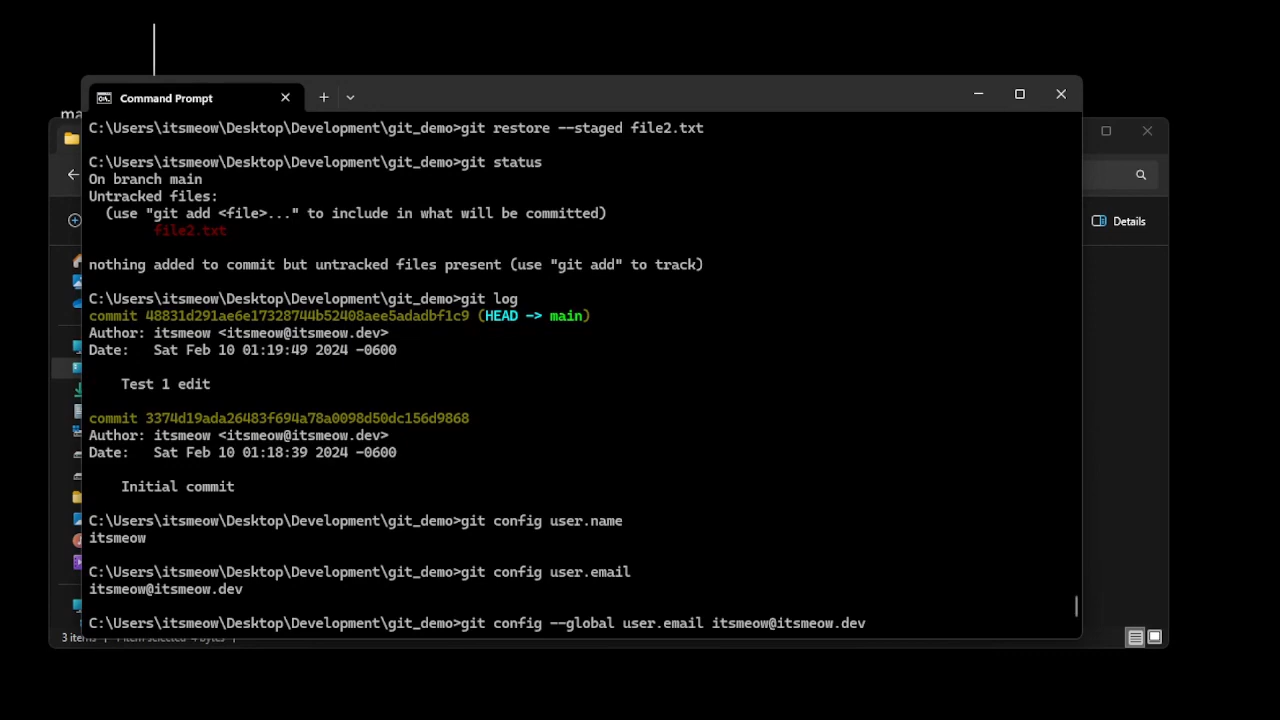 Command Prompt
ma
C:\Users\itsmeow\Desktop\Development\git_demo>git restore --staged file2.txt
Details
C:\Users\itsmeow\Desktop\Development\git_demo>git status
On branch main
Untracked files:
(use "git add <file>..." to include in what will be committed)
file2.txt
nothing added to commit but untracked files present (use "git add" to track)
C:\Users\itsmeow\Desktop\Development\git_demo>git log
commit 48831d291ae6e17328744b52408aee5adadbf1c9 (HEAD -> main)
Author: itsmeow <itsmeow@itsmeow.dev>
Date:   Sat Feb 10 01:19:49 2024 -0600
Test 1 edit
commit 3374d19ada26483f694a78a0098d50dc156d9868
Author: itsmeow <itsmeow@itsmeow.dev>
Date:   Sat Feb 10 01:18:39 2024 -0600
Initial commit
C:\Users\itsmeow\Desktop\Development\git_demo>git config user.name
itsmeow
C:\Users\itsmeow\Desktop\Development\git_demo>git config user.email
itsmeow@itsmeow.dev
C:\Users\itsmeow\Desktop\Development\git_demo>git config --global user.email itsmeow@itsmeow.dev
3 items